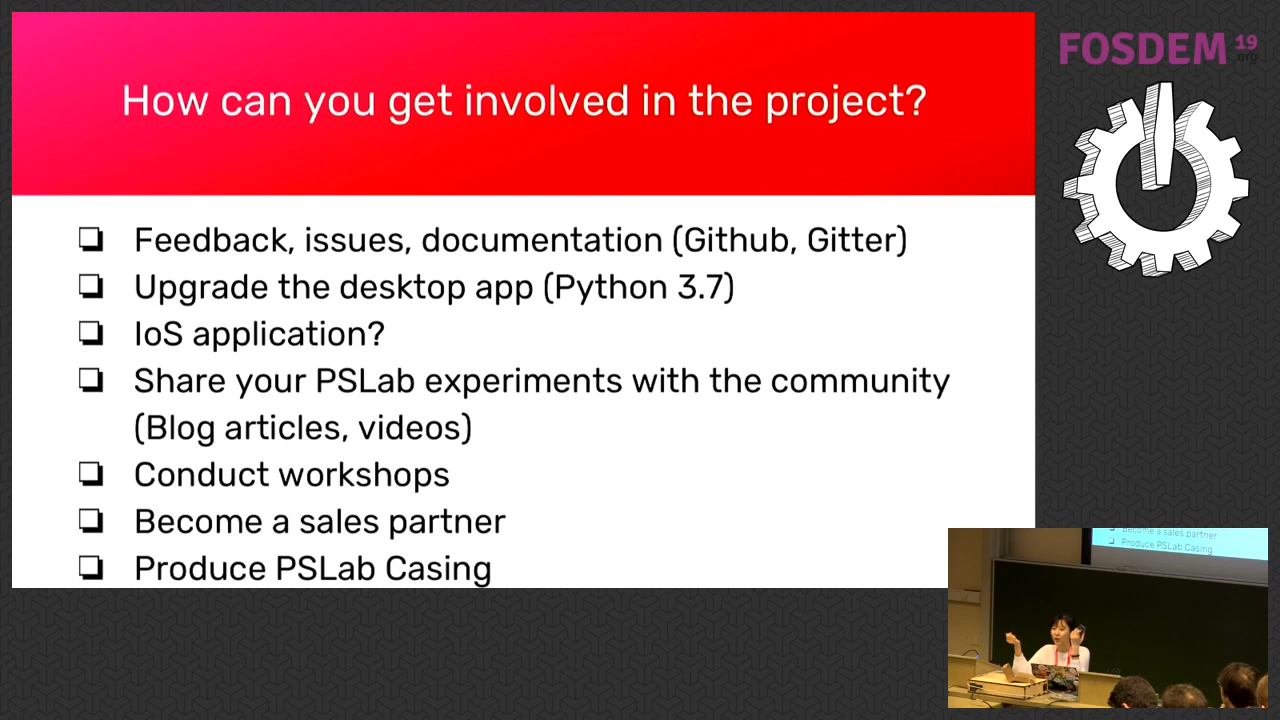 How can you get involved in the project?
FOSDEM 19
.org
❏ Feedback, issues, documentation (Github, Gitter)
❏ Upgrade the desktop app (Python 3.7)
❏ IoS application?
❏ Share your PSLab experiments with the community
(Blog articles, videos)
❏ Conduct workshops
❏ Become a sales partner
❏ Produce PSLab Casing
Become a sales partner
❏ Produce PSLab Casing